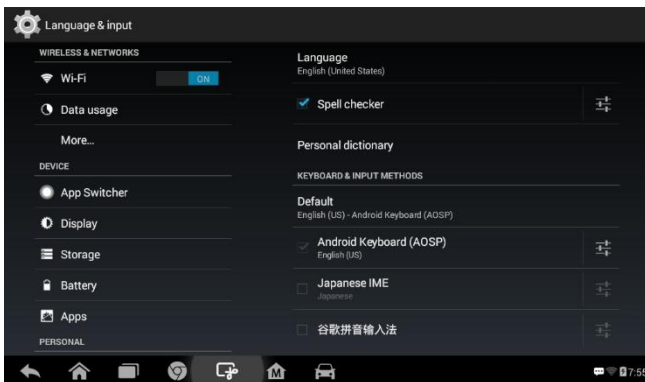 Language & input
WIRELESS & NETWORKS
Wi-Fi
ON
Data usage
More...
DEVICE
App Switcher
Display
Storage
Battery
Apps
PERSONAL
Language
English (United States)
Spell checker
Personal dictionary
KEYBOARD & INPUT METHODS
Default
English (US) - Android Keyboard (AOSP)
Android Keyboard (AOSP)
English (US)
Japanese IME
Japanese
谷歌拼音输入法
M
7:55